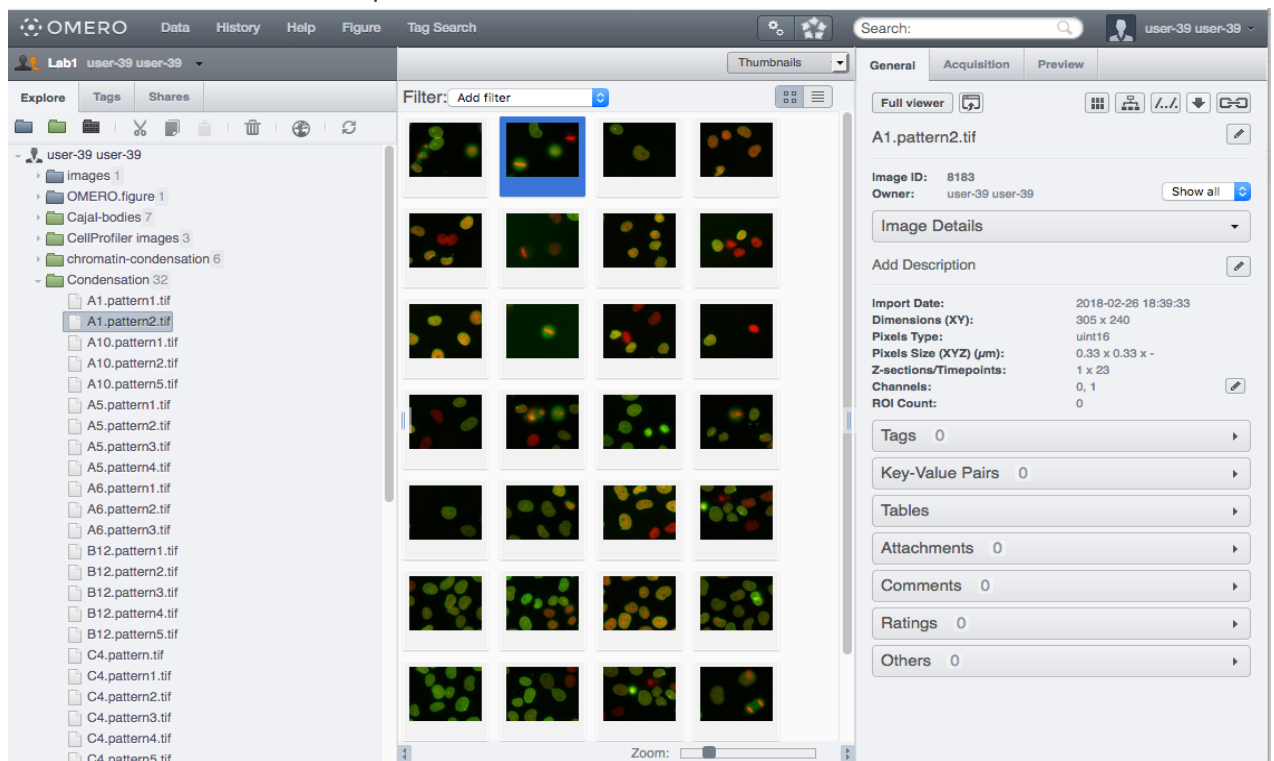 OMERO Data History Help Figure Tag Search Search: user-39 user-39
Lab1 user-39 user-39
Explore Tags Shares
user-39 user-39
images 1
OMERO.figure 1
Cajal-bodies 7
CellProfiler images 3
chromatin-condensation 6
Condensation 32
A1.pattern1.tif
A1.pattern2.tif
A10.pattern1.tif
A10.pattern2.tif
A10.pattern5.tif
A5.pattern1.tif
A5.pattern2.tif
A5.pattern3.tif
A5.pattern4.tif
A6.pattern1.tif
A6.pattern2.tif
A6.pattern3.tif
B12.pattern1.tif
B12.pattern2.tif
B12.pattern3.tif
B12.pattern4.tif
B12.pattern5.tif
C4.pattern.tif
C4.pattern1.tif
C4.pattern2.tif
C4.pattern3.tif
C4.pattern4.tif
C4.pattern5.tif
Thumbnails
Filter: Add filter
Zoom:
General Acquisition Preview
Full viewer
A1.pattern2.tif
Image ID: 8183
Owner: user-39 user-39 Show all
Image Details
Add Description
Import Date: 2018-02-26 18:39:33
Dimensions (XY): 305 x 240
Pixels Type: uint16
Pixels Size (XYZ) (µm): 0.33 x 0.33 x -
Z-sections/Timepoints: 1 x 23
Channels: 0, 1
ROI Count: 0
Tags 0
Key-Value Pairs 0
Tables
Attachments 0
Comments 0
Ratings 0
Others 0